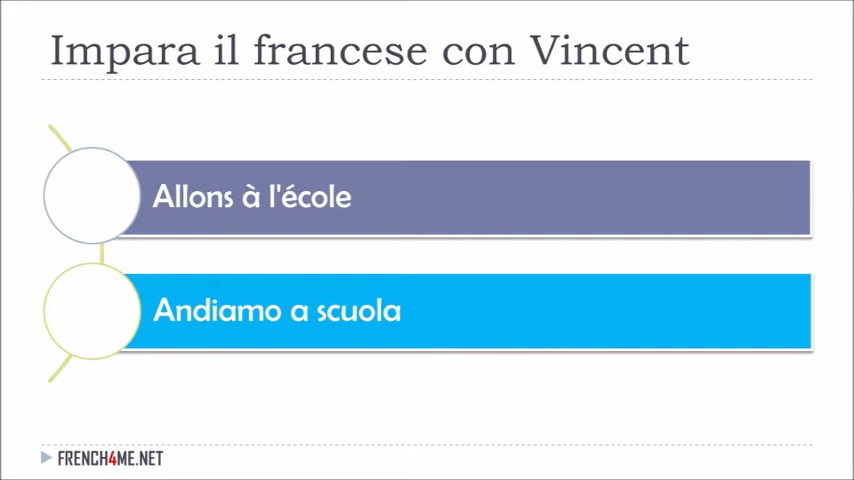 Impara il francese con Vincent
Allons à l'école
Andiamo a scuola
FRENCH4ME.NET